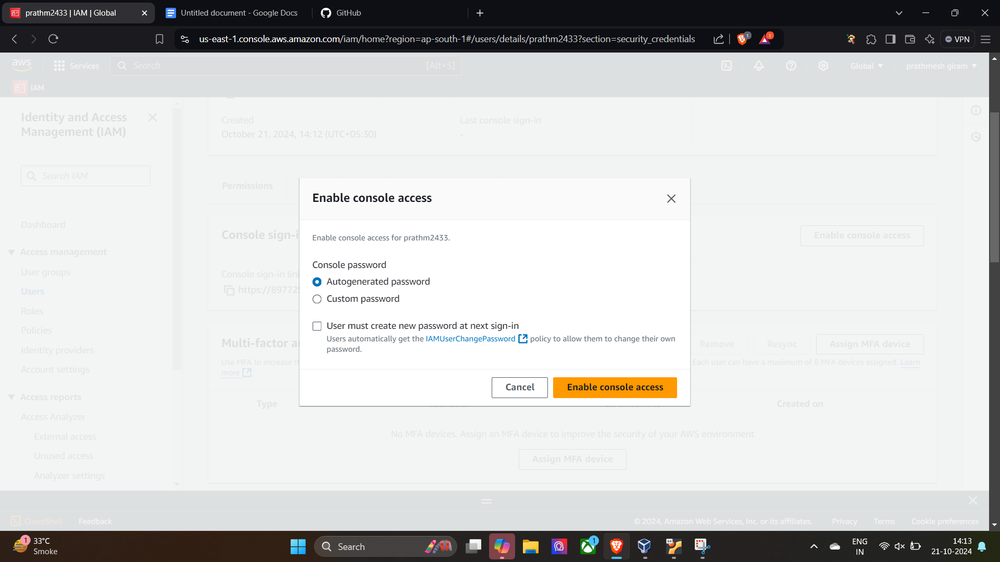 prathm2433 | IAM | Global
Untitled document - Google Docs
GitHub
us-east-1.console.aws.amazon.com/iam/home?region=ap-south-1#/users/details/prathm2433?section=security_credentials
1
1
VPN
aws
Services
Search
[Alt+S]
Global
prathmesh giram
IAM
Identity and Access
Management (IAM)
Search IAM
Dashboard
Access management
User groups
Users
Roles
Policies
Identity providers
Account settings
Access reports
Access Analyzer
External access
Unused access
Analyzer settings
Created
October 21, 2024, 14:12 (UTC+05:30)
Last console sign-in
-
Permissions
Console sign-i
Enable console access
Console sign-in lin
https://897729
Multi-factor a
Remove
Resync
Assign MFA device
Use MFA to increase th
Each user can have a maximum of 8 MFA devices assigned. Learn
more
Type
Created on
No MFA devices. Assign an MFA device to improve the security of your AWS environment
Assign MFA device
Enable console access
Enable console access for prathm2433.
Console password
Autogenerated password
Custom password
User must create new password at next sign-in
Users automatically get the IAMUserChangePassword policy to allow them to change their own
password.
Cancel
Enable console access
CloudShell
Feedback
© 2024, Amazon Web Services, Inc. or its affiliates.
Privacy
Terms
Cookie preferences
1
33°C
Smoke
Search
1
64
ENG
IN
14:13
21-10-2024